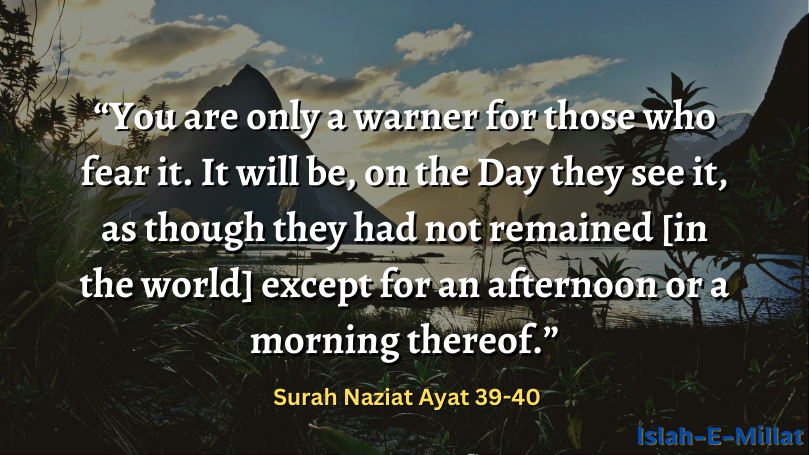 “You are only a warner for those who
fear it. It will be, on the Day they see it,
as though they had not remained [in
the world] except for an afternoon or a
morning thereof.”
Surah Naziat Ayat 39-40
Islah-E-Millat